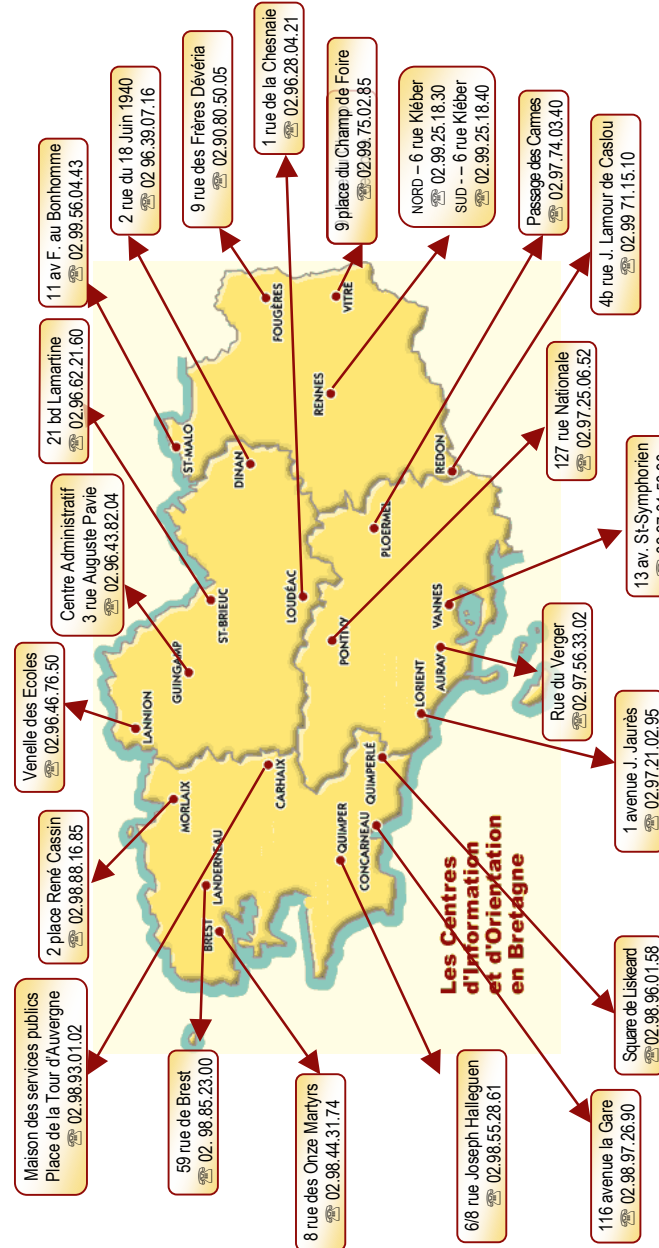 Maison des services publics
Place de la Tour d'Auvergne
☏ 02.98.93.01.02
2 place René Cassin
☏ 02.98.88.16.85
Venelle des Ecoles
☏ 02.96.46.76.50
Centre Administratif
3 rue Auguste Pavie
☏ 02.96.43.82.04
21 bd Lamartine
☏ 02.96.62.21.60
11 av F. au Bonhomme
☏ 02.99.56.04.43
2 rue du 18 Juin 1940
☏ 02 96.39.07.16
9 rue des Frères Dévéria
☏ 02.90.80.50.05
1 rue de la Chesnaie
☏ 02.96.28.04.21
9 place du Champ de Foire
☏ 02.99.75.02.85
NORD – 6 rue Kléber
☏ 02.99.25.18.30
SUD - – 6 rue Kléber
☏ 02.99.25.18.40
Passage des Carmes
☏ 02.97.74.03.40
4b rue J. Lamour de Caslou
☏ 02.99 71.15.10
127 rue Nationale
☏ 02.97.25.06.52
13 av. St-Symphorien
Rue du Verger
☏ 02.97.56.33.02
1 avenue J. Jaurès
☏ 02.97.21.02.95
Square de Liskeard
☏ 02.98.96.01.58
116 avenue la Gare
☏ 02.98.97.26.90
6/8 rue Joseph Halleguen
☏ 02.98.55.28.61
8 rue des Onze Martyrs
☏ 02.98.44.31.74
59 rue de Brest
☏ 02. 98.85.23.00
LANNION
MORLAIX
GUINGAMP
ST-BRIEUC
ST-MALO
DINAN
FOUGÈRES
BREST
LANDERNEAU
CARHAIX
LOUDÉAC
RENNES
VITRÉ
QUIMPER
CONCARNEAU
QUIMPERLÉ
PONTIVY
PLOERMEL
REDON
LORIENT
AURAY
VANNES
Les Centres
d'Information
et d'Orientation
en Bretagne